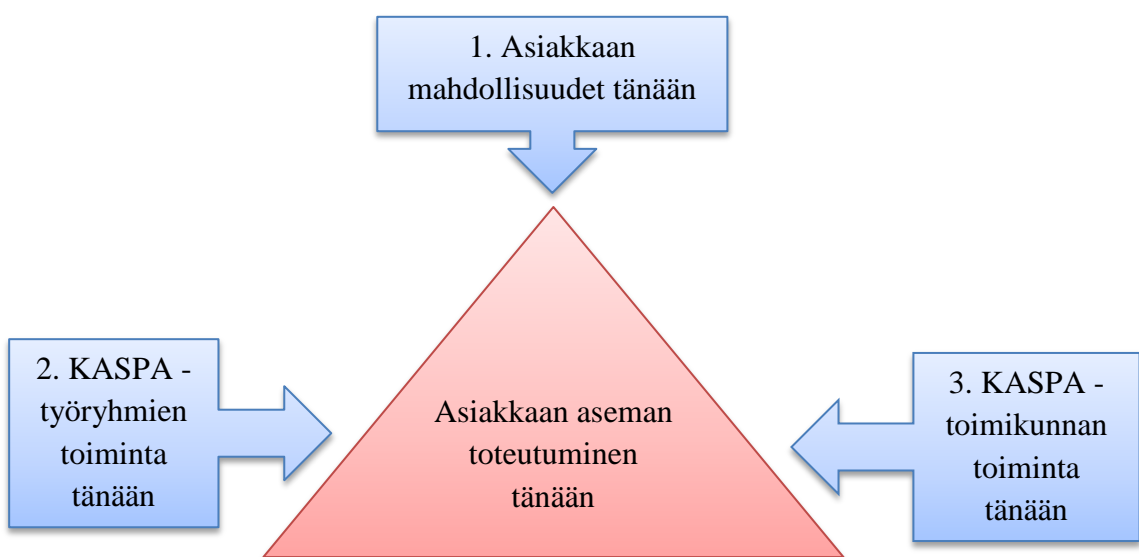 1. Asiakkaan
mahdollisuudet tänään
2. KASPA -
työryhmien
toiminta
tänään
Asiakkaan aseman
toteutuminen
tänään
3. KASPA -
toimikunnan
toiminta
tänään